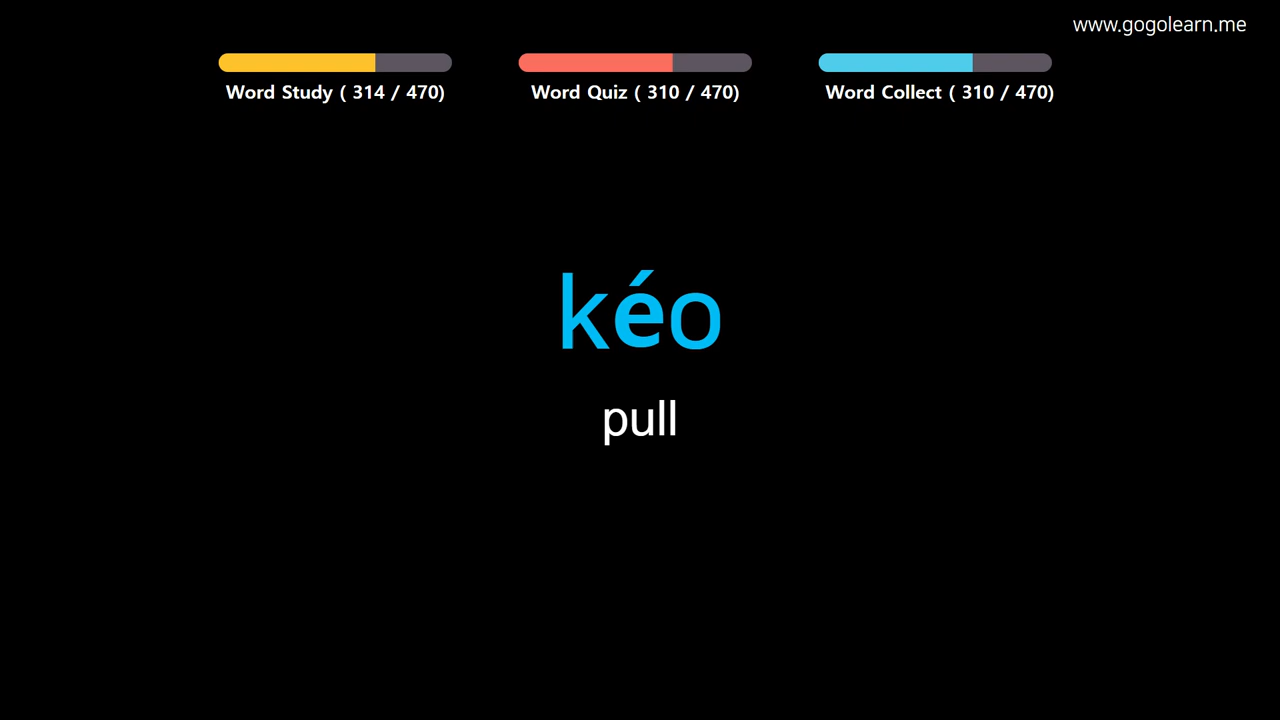 www.gogolearn.me
Word Study ( 314 / 470)
Word Quiz ( 310 / 470)
Word Collect ( 310 / 470)
kéo
pull